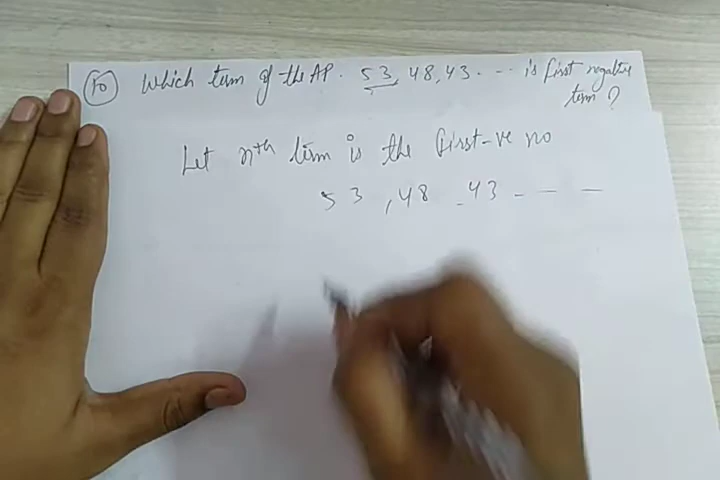 10 Which term of the AP. 53, 48, 43 - -- is first negative
term ?
Let nth term is the first -ve no
53 , 48 , 43 - — —